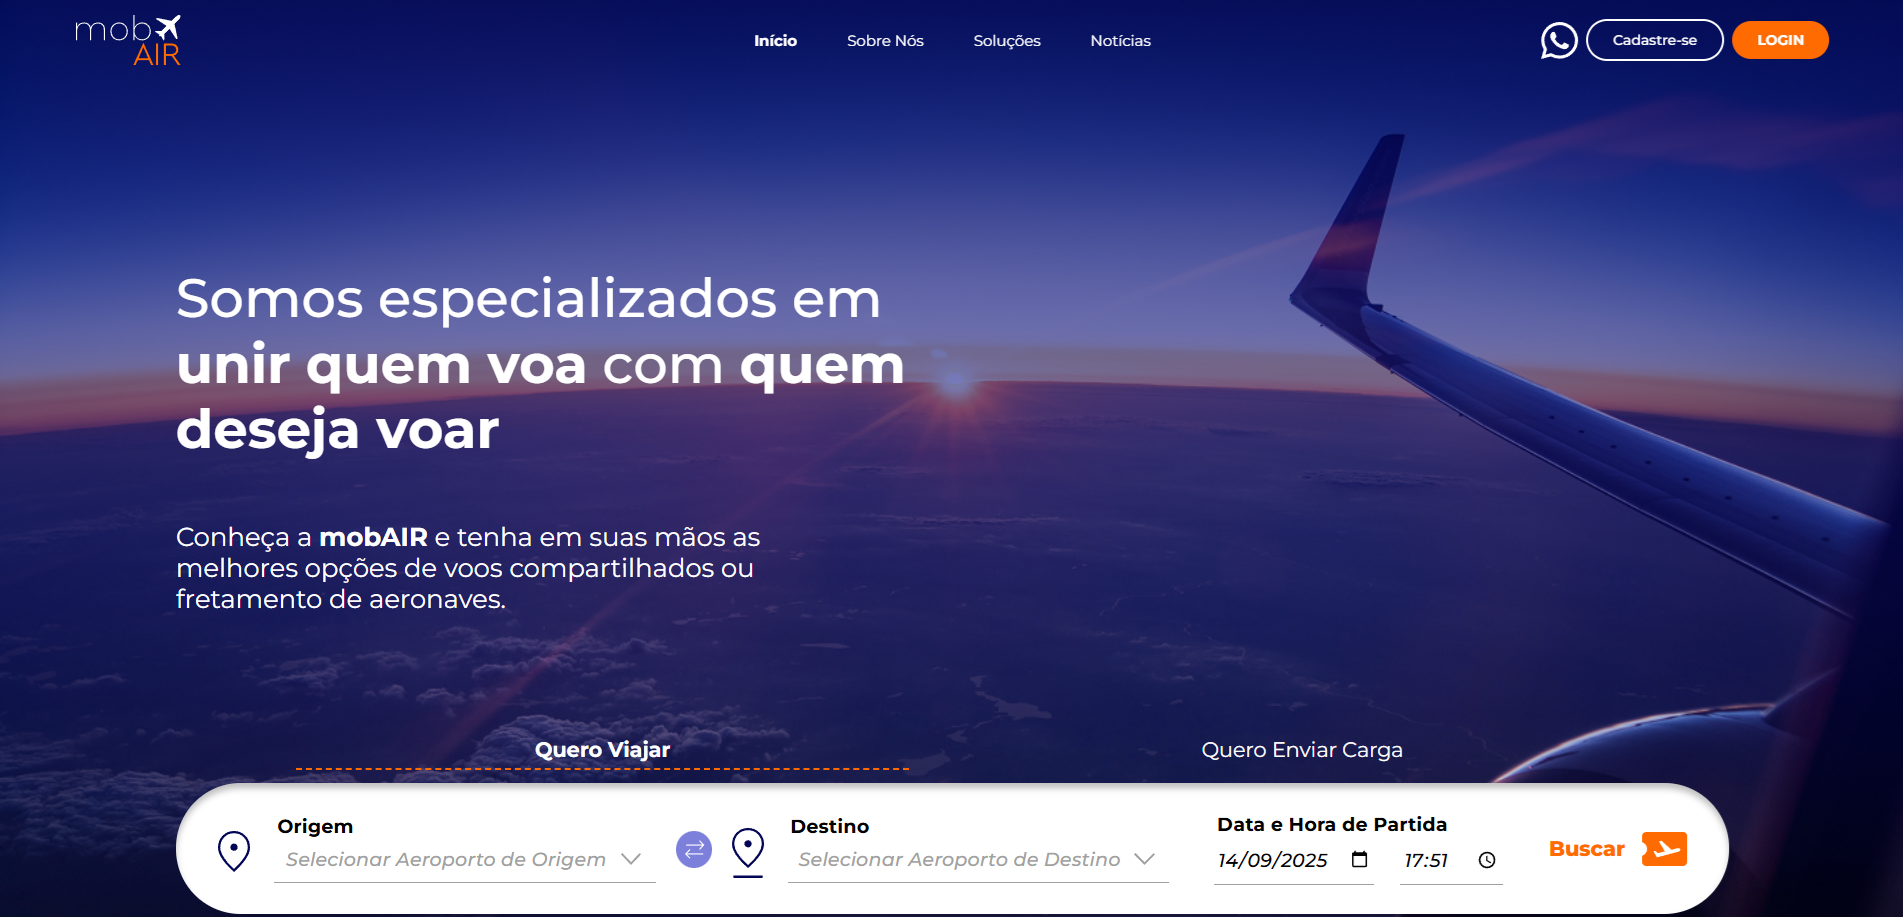 mob
AIR
Início
Sobre Nós
Soluções
Notícias
Cadastre-se
LOGIN
Somos especializados em
unir quem voa com quem
deseja voar
Conheça a mobAIR e tenha em suas mãos as
melhores opções de voos compartilhados ou
fretamento de aeronaves.
Quero Viajar
Quero Enviar Carga
Origem
Selecionar Aeroporto de Origem
Destino
Selecionar Aeroporto de Destino
Data e Hora de Partida
14/09/2025
17:51
Buscar